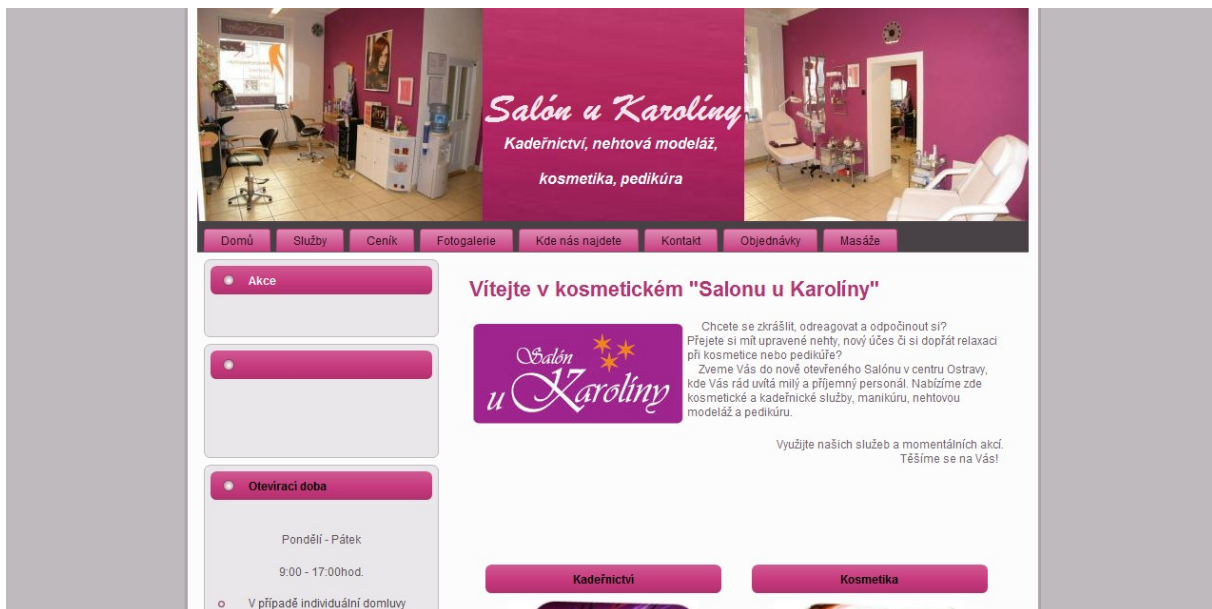 Salón u Karolíny
Kadeřnictví, nehtová modeláž,
kosmetika, pedikúra
Domů
Služby
Ceník
Fotogalerie
Kde nás najdete
Kontakt
Objednávky
Masáže
Akce
Otevírací doba
Pondělí - Pátek
9:00 - 17:00hod.
V případě individuální domluvy
Vítejte v kosmetickém "Salonu u Karolíny"
Salón
u Karolíny
Chcete se zkrášlit, odreagovat a odpočinout si?
Přejete si mít upravené nehty, nový účes či si dopřát relaxaci
při kosmetice nebo pedikúře?
Zveme Vás do nově otevřeného Salónu v centru Ostravy,
kde Vás rád uvítá milý a příjemný personál. Nabízíme zde
kosmetické a kadeřnické služby, manikúru, nehtovou
modeláž a pedikúru.
Využijte našich služeb a momentálních akcí.
Těšíme se na Vás!
Kadeřnictví
Kosmetika